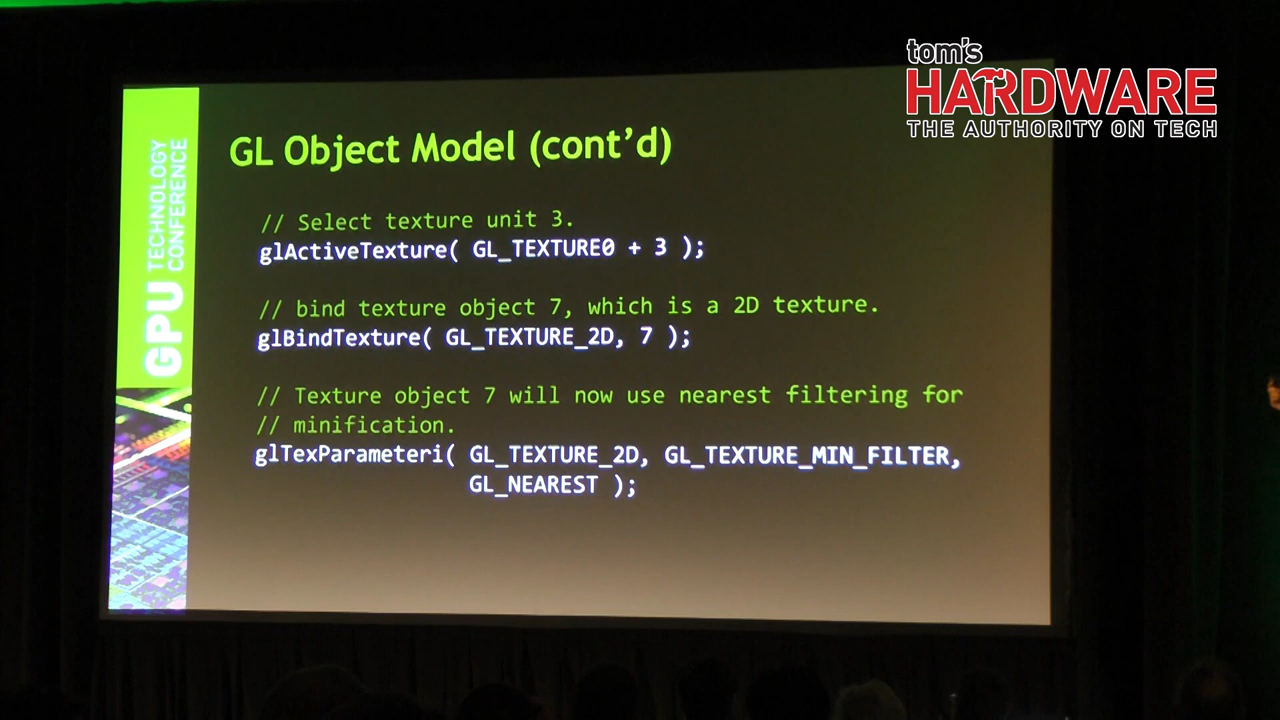 tom's
HARDWARE
THE AUTHORITY ON TECH
GPU TECHNOLOGY
CONFERENCE
GL Object Model (cont’d)
// Select texture unit 3.
glActiveTexture( GL_TEXTURE0 + 3 );
// bind texture object 7, which is a 2D texture.
glBindTexture( GL_TEXTURE_2D, 7 );
// Texture object 7 will now use nearest filtering for
// minification.
glTexParameteri( GL_TEXTURE_2D, GL_TEXTURE_MIN_FILTER,
GL_NEAREST );